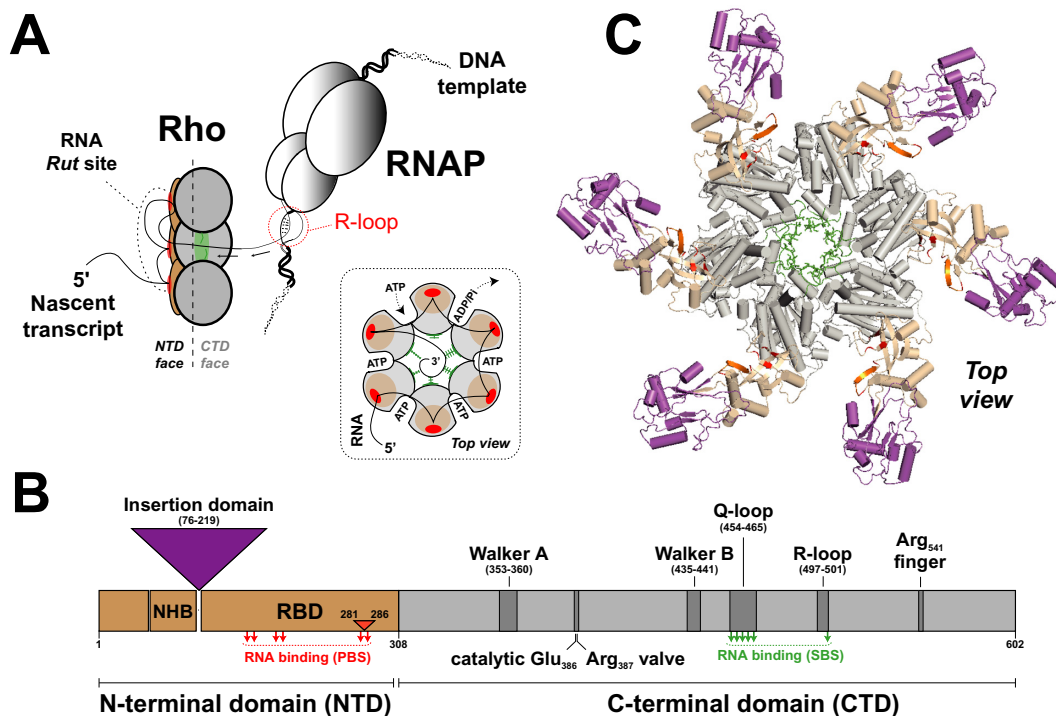 A
DNA
template
Rho
RNA
Rut site
RNAP
R-loop
5'
Nascent
transcript
NTD
face
CTD
face
ATP
ADP/Pi
ATP
3'
ATP
ATP
ATP
RNA
5'
Top view
C
Top
view
B
Insertion domain
(76-219)
Q-loop
(454-465)
Walker A
(353-360)
Walker B
(435-441)
R-loop
(497-501)
Arg541
finger
NHB
RBD
281
286
1
308
602
RNA binding (PBS)
catalytic Glu386
Arg387 valve
RNA binding (SBS)
N-terminal domain (NTD)
C-terminal domain (CTD)